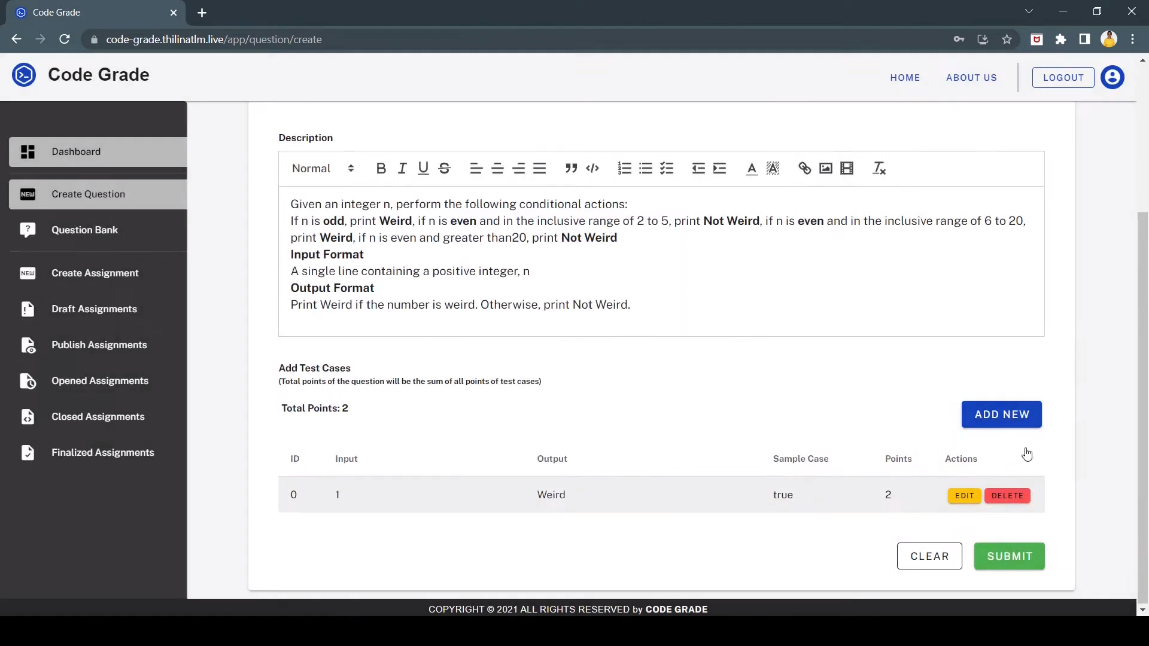 Code Grade
code-grade.thilinatlm.live/app/question/create
Code Grade
HOME
ABOUT US
LOGOUT
Dashboard
NEW Create Question
Question Bank
NEW Create Assignment
Draft Assignments
Publish Assignments
Opened Assignments
Closed Assignments
Finalized Assignments
Description
Normal
Given an integer n, perform the following conditional actions:
If n is odd, print Weird, if n is even and in the inclusive range of 2 to 5, print Not Weird, if n is even and in the inclusive range of 6 to 20,
print Weird, if n is even and greater than20, print Not Weird
Input Format
A single line containing a positive integer, n
Output Format
Print Weird if the number is weird. Otherwise, print Not Weird.
Add Test Cases
(Total points of the question will be the sum of all points of test cases)
Total Points: 2
ADD NEW
ID Input Output Sample Case Points Actions
0 1 Weird true 2 EDIT DELETE
CLEAR SUBMIT
COPYRIGHT © 2021 ALL RIGHTS RESERVED by CODE GRADE